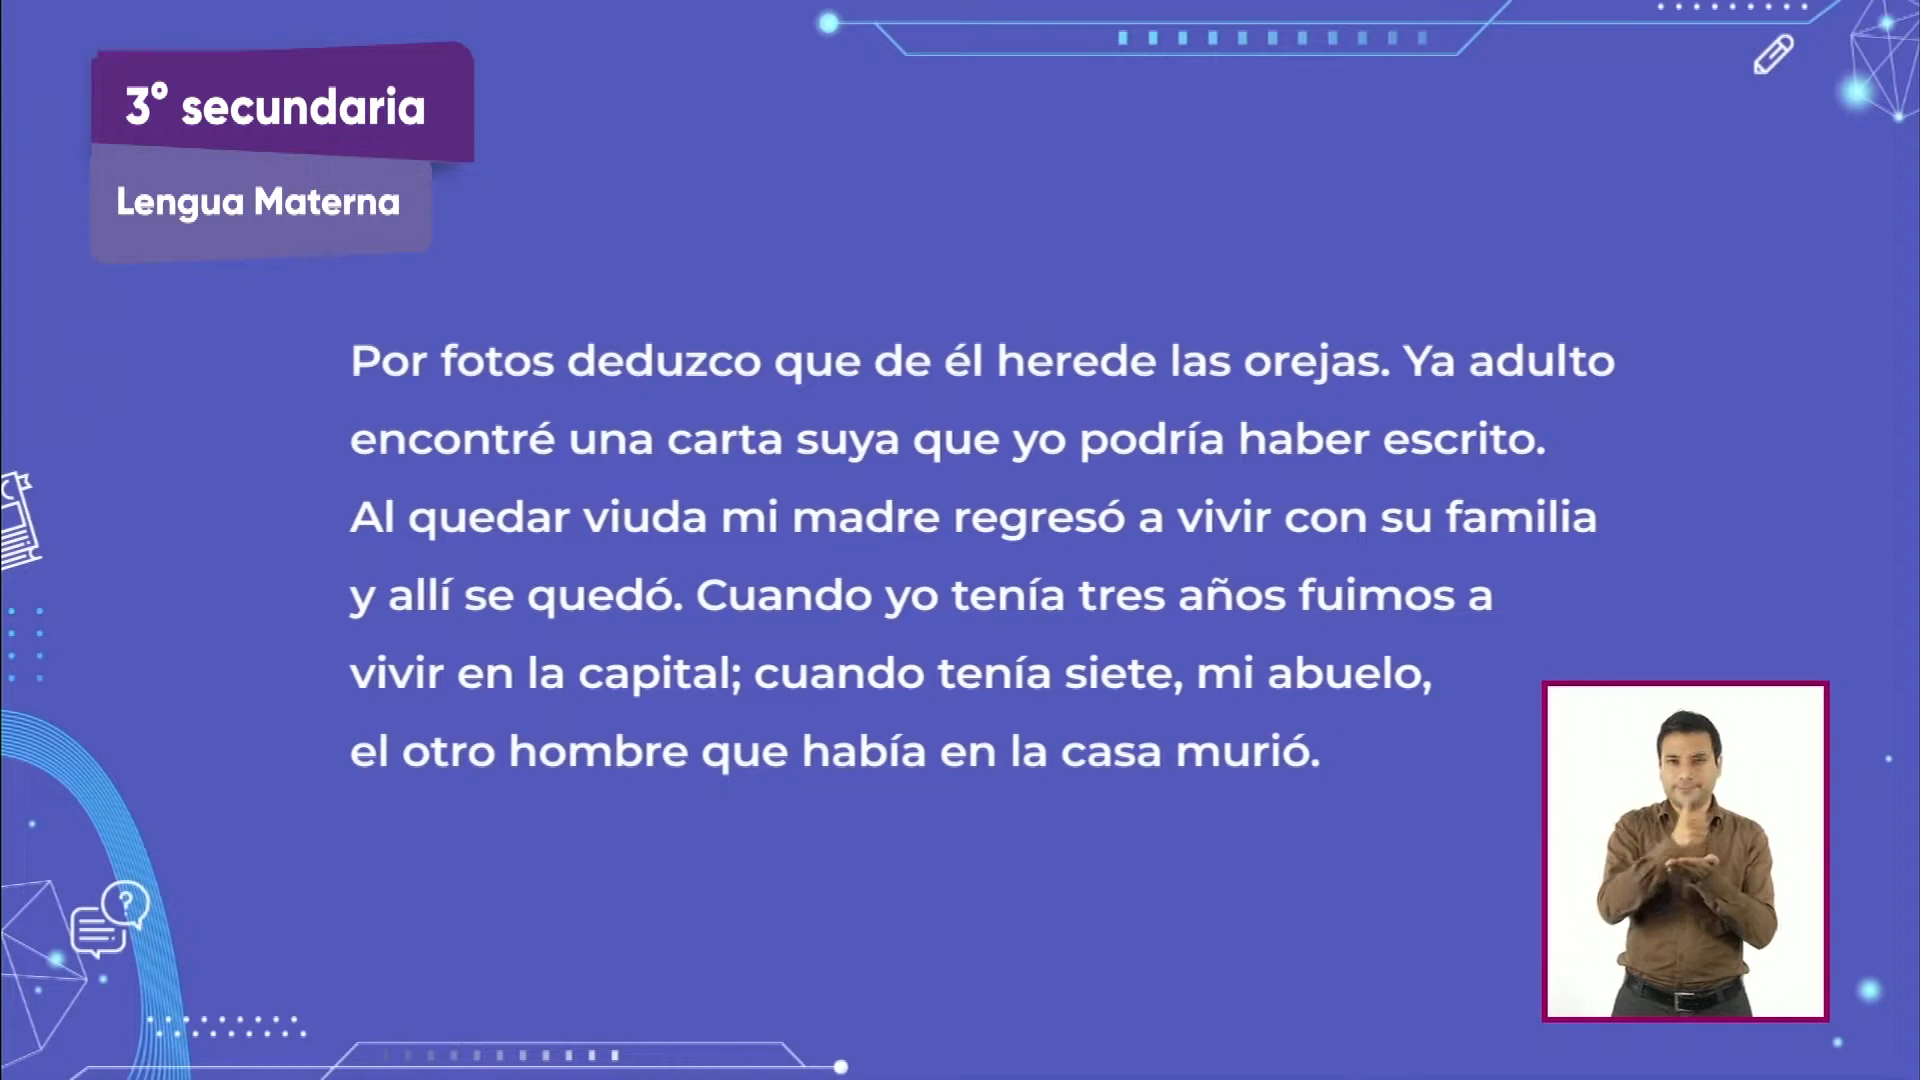 3° secundaria
Lengua Materna
Por fotos deduzco que de él herede las orejas. Ya adulto
encontré una carta suya que yo podría haber escrito.
Al quedar viuda mi madre regresó a vivir con su familia
y allí se quedó. Cuando yo tenía tres años fuimos a
vivir en la capital; cuando tenía siete, mi abuelo,
el otro hombre que había en la casa murió.